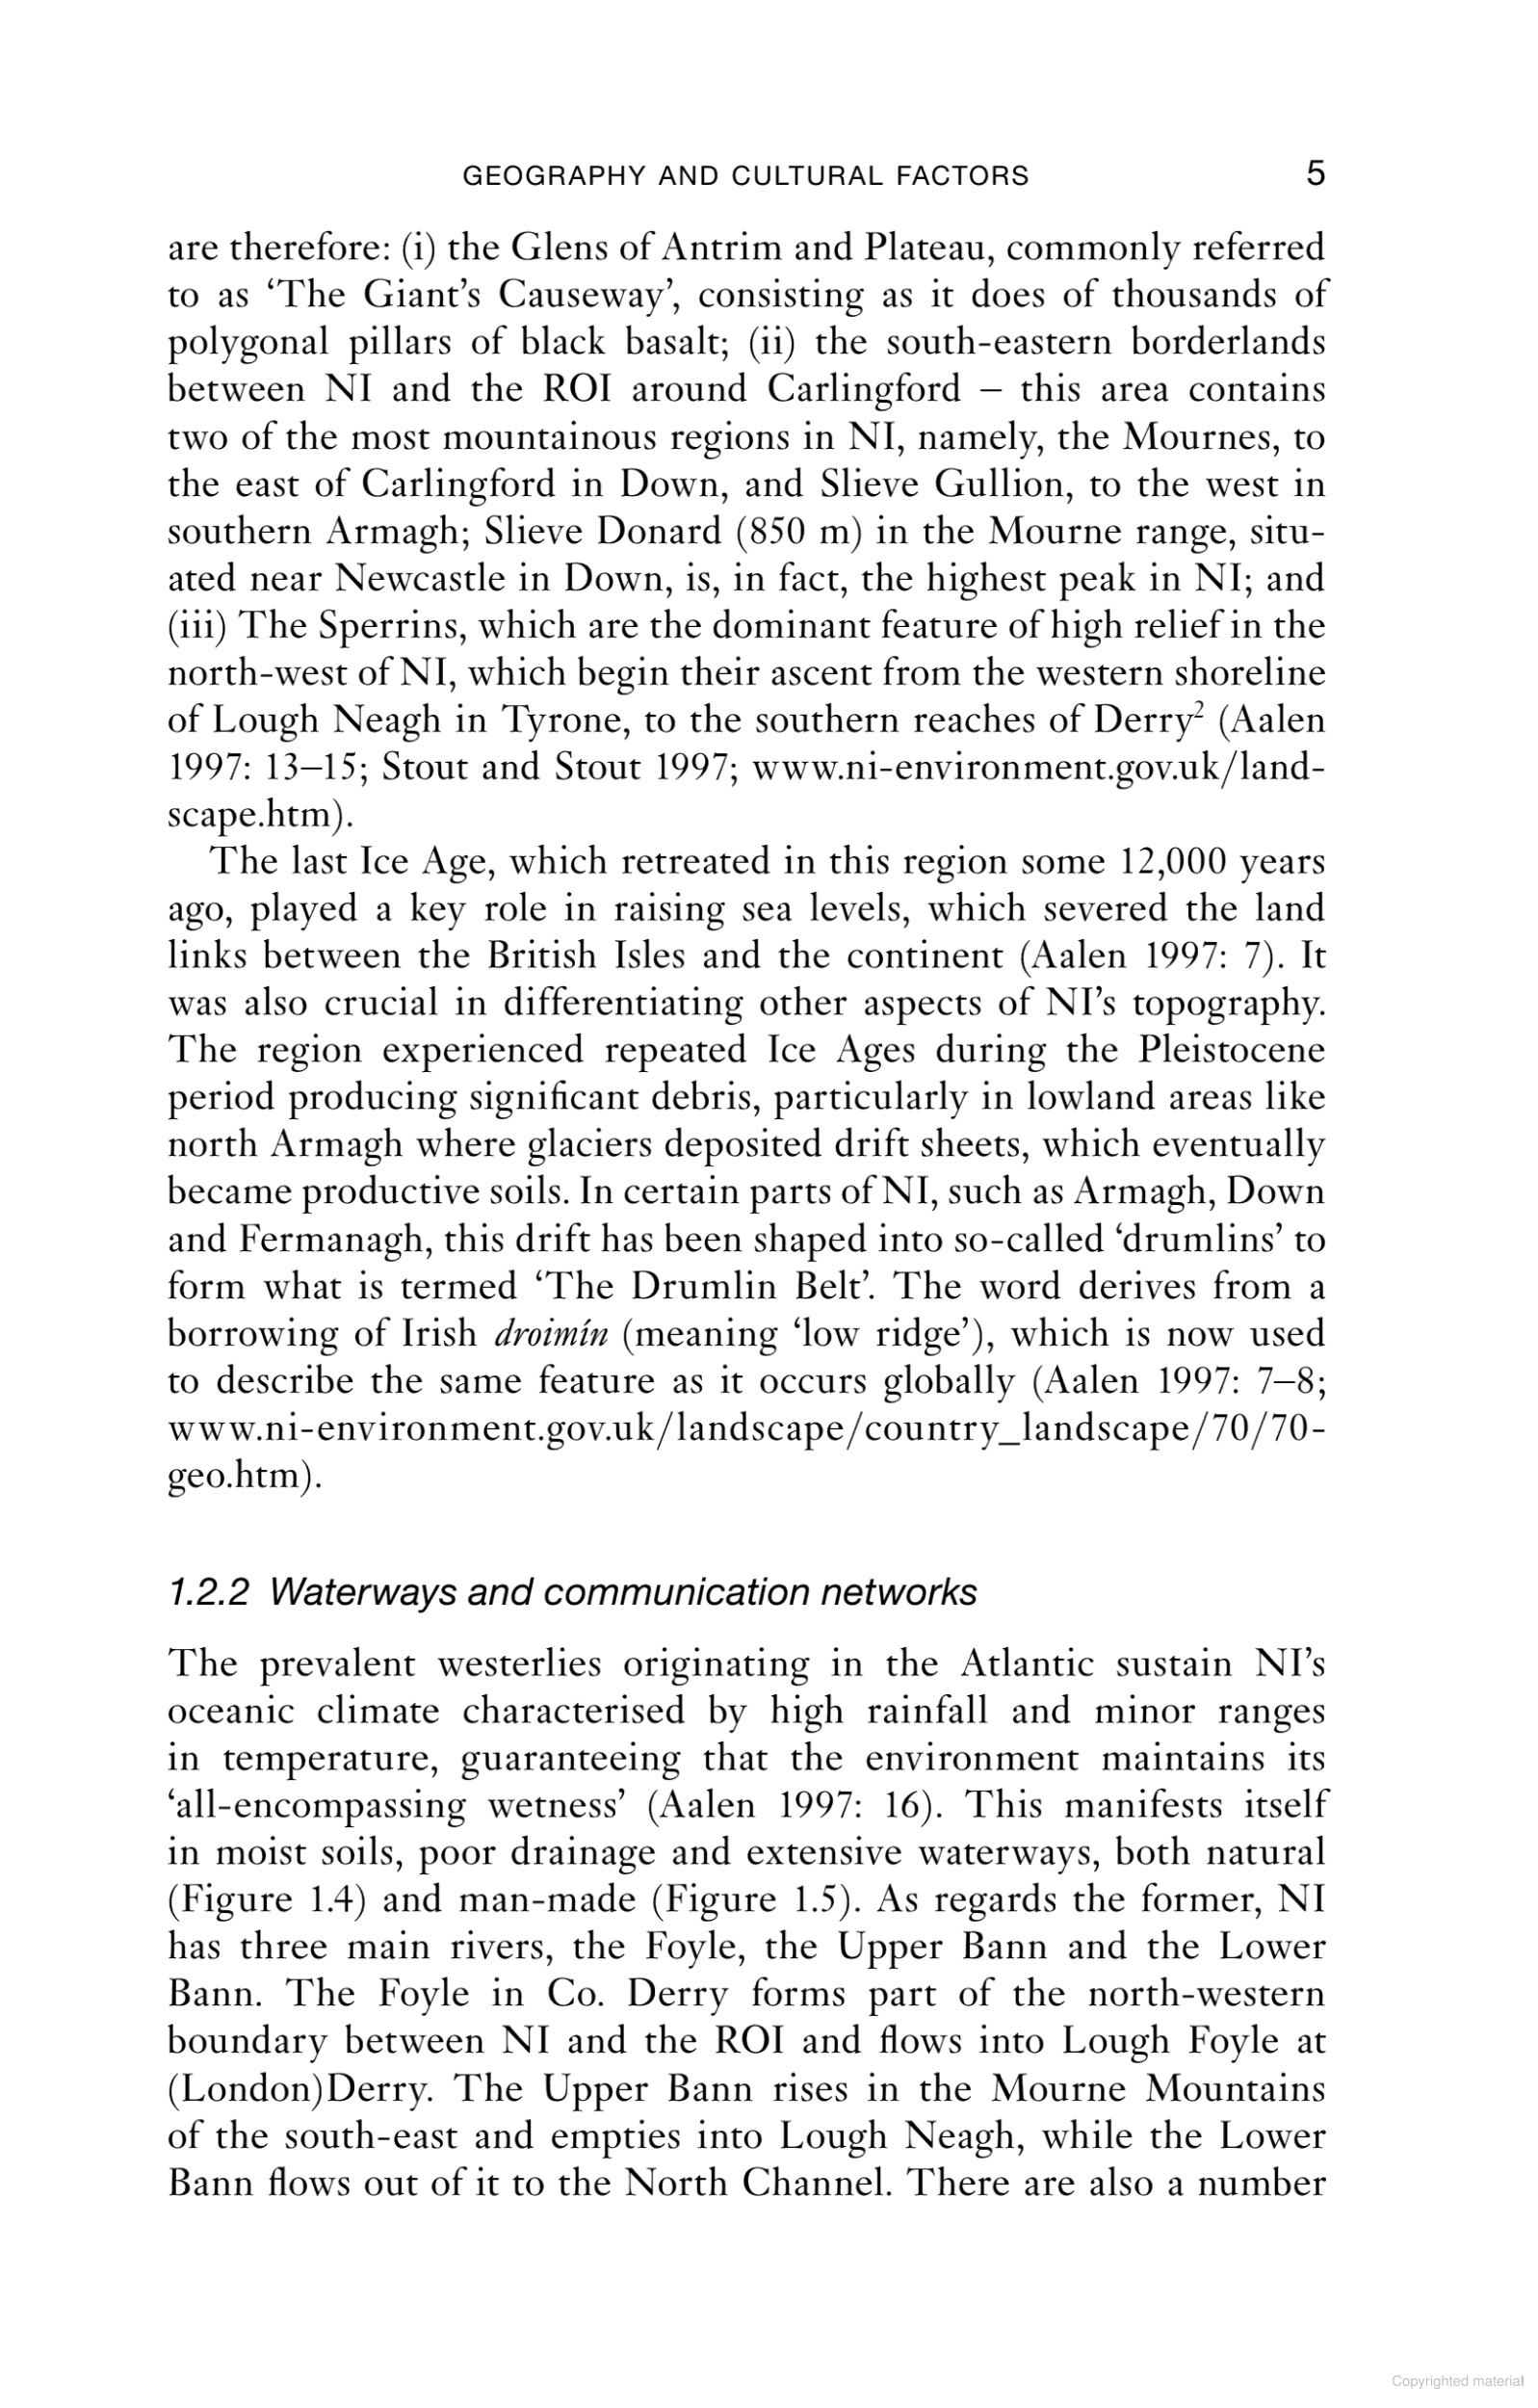 GEOGRAPHY AND CULTURAL FACTORS 5
are therefore: (i) the Glens of Antrim and Plateau, commonly referred
to as ‘The Giant’s Causeway’, consisting as it does of thousands of
polygonal pillars of black basalt; (ii) the south-eastern borderlands
between NI and the ROI around Carlingford – this area contains
two of the most mountainous regions in NI, namely, the Mournes, to
the east of Carlingford in Down, and Slieve Gullion, to the west in
southern Armagh; Slieve Donard (850 m) in the Mourne range, situ-
ated near Newcastle in Down, is, in fact, the highest peak in NI; and
(iii) The Sperrins, which are the dominant feature of high relief in the
north-west of NI, which begin their ascent from the western shoreline
of Lough Neagh in Tyrone, to the southern reaches of Derry² (Aalen
1997: 13–15; Stout and Stout 1997; www.ni-environment.gov.uk/land-
scape.htm).
The last Ice Age, which retreated in this region some 12,000 years
ago, played a key role in raising sea levels, which severed the land
links between the British Isles and the continent (Aalen 1997: 7). It
was also crucial in differentiating other aspects of NI’s topography.
The region experienced repeated Ice Ages during the Pleistocene
period producing significant debris, particularly in lowland areas like
north Armagh where glaciers deposited drift sheets, which eventually
became productive soils. In certain parts of NI, such as Armagh, Down
and Fermanagh, this drift has been shaped into so-called ‘drumlins’ to
form what is termed ‘The Drumlin Belt’. The word derives from a
borrowing of Irish droimín (meaning ‘low ridge’), which is now used
to describe the same feature as it occurs globally (Aalen 1997: 7–8;
www.ni-environment.gov.uk/landscape/country_landscape/70/70-
geo.htm).
1.2.2 Waterways and communication networks
The prevalent westerlies originating in the Atlantic sustain NI’s
oceanic climate characterised by high rainfall and minor ranges
in temperature, guaranteeing that the environment maintains its
‘all-encompassing wetness’ (Aalen 1997: 16). This manifests itself
in moist soils, poor drainage and extensive waterways, both natural
(Figure 1.4) and man-made (Figure 1.5). As regards the former, NI
has three main rivers, the Foyle, the Upper Bann and the Lower
Bann. The Foyle in Co. Derry forms part of the north-western
boundary between NI and the ROI and flows into Lough Foyle at
(London)Derry. The Upper Bann rises in the Mourne Mountains
of the south-east and empties into Lough Neagh, while the Lower
Bann flows out of it to the North Channel. There are also a number
Copyrighted material